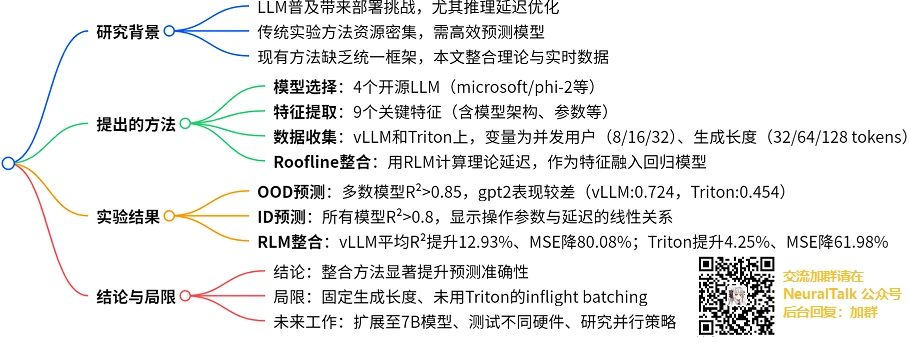 研究背景
LLM普及带来部署挑战，尤其推理延迟优化
传统实验方法资源密集，需高效预测模型
现有方法缺乏统一框架，本文整合理论与实时数据
提出的方法
模型选择：4个开源LLM（microsoft/phi-2等）
特征提取：9个关键特征（含模型架构、参数等）
数据收集：vLLM和Triton上，变量为并发用户（8/16/32）、生成长度（32/64/128 tokens）
Roofline整合：用RLM计算理论延迟，作为特征融入回归模型
实验结果
OOD预测：多数模型R²>0.85，gpt2表现较差（vLLM:0.724，Triton:0.454）
ID预测：所有模型R²>0.8，显示操作参数与延迟的线性关系
RLM整合：vLLM平均R²提升12.93%、MSE降80.08%；Triton提升4.25%、MSE降61.98%
结论与局限
结论：整合方法显著提升预测准确性
局限：固定生成长度、未用Triton的inflight batching
未来工作：扩展至7B模型、测试不同硬件、研究并行策略
交流加群请在
NeuralTalk 公众号
后台回复：加群